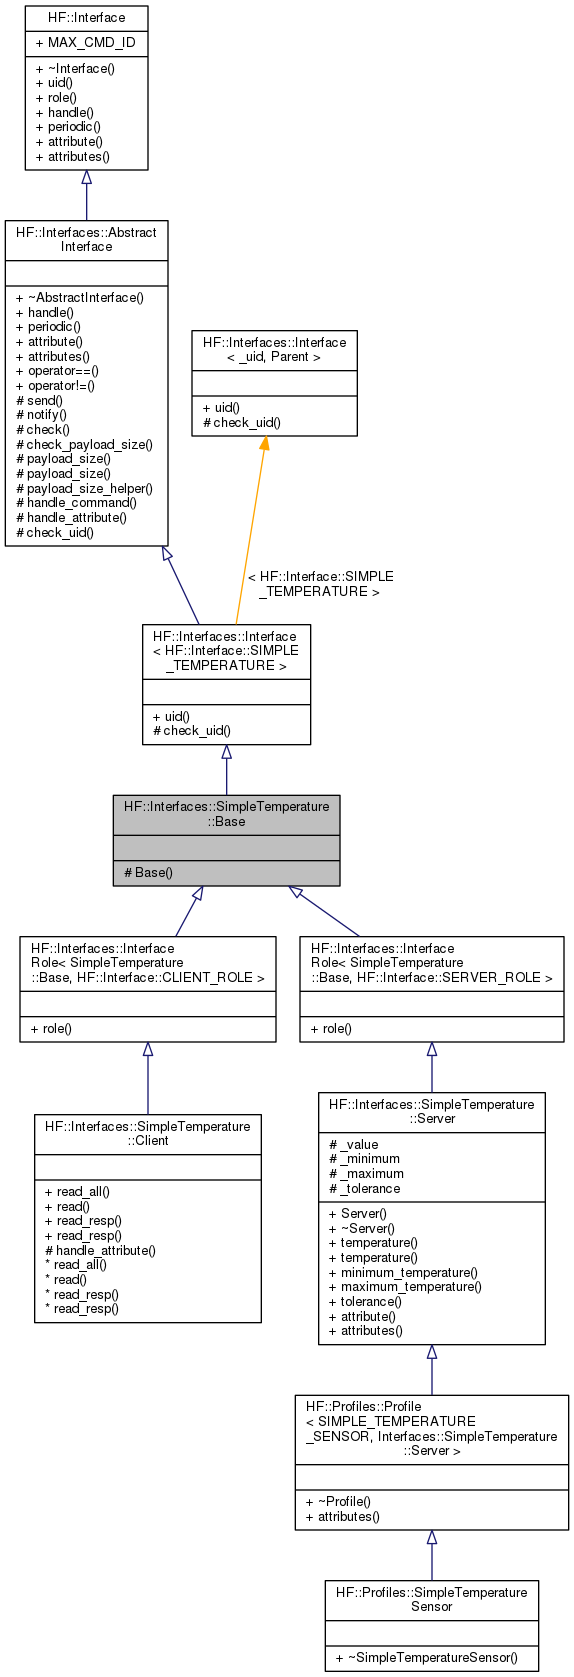 HF::Interface
+ MAX_CMD_ID
+ ~Interface()
+ uid()
+ role()
+ handle()
+ periodic()
+ attribute()
+ attributes()
HF::Interfaces::Abstract
Interface
+ ~AbstractInterface()
+ handle()
+ periodic()
+ attribute()
+ attributes()
+ operator==()
+ operator!=()
# send()
# notify()
# check()
# check_payload_size()
# payload_size()
# payload_size()
# payload_size_helper()
# handle_command()
# handle_attribute()
# check_uid()
HF::Interfaces::Interface
< _uid, Parent >
+ uid()
# check_uid()
< HF::Interface::SIMPLE
_TEMPERATURE >
HF::Interfaces::Interface
< HF::Interface::SIMPLE
_TEMPERATURE >
+ uid()
# check_uid()
HF::Interfaces::SimpleTemperature
::Base
# Base()
HF::Interfaces::Interface
Role< SimpleTemperature
::Base, HF::Interface::CLIENT_ROLE >
+ role()
HF::Interfaces::Interface
Role< SimpleTemperature
::Base, HF::Interface::SERVER_ROLE >
+ role()
HF::Interfaces::SimpleTemperature
::Client
+ read_all()
+ read()
+ read_resp()
+ read_resp()
# handle_attribute()
* read_all()
* read()
* read_resp()
* read_resp()
HF::Interfaces::SimpleTemperature
::Server
# _value
# _minimum
# _maximum
# _tolerance
+ Server()
+ ~Server()
+ temperature()
+ temperature()
+ minimum_temperature()
+ maximum_temperature()
+ tolerance()
+ attribute()
+ attributes()
HF::Profiles::Profile
< SIMPLE_TEMPERATURE
_SENSOR, Interfaces::SimpleTemperature
::Server >
+ ~Profile()
+ attributes()
HF::Profiles::SimpleTemperature
Sensor
+ ~SimpleTemperatureSensor()